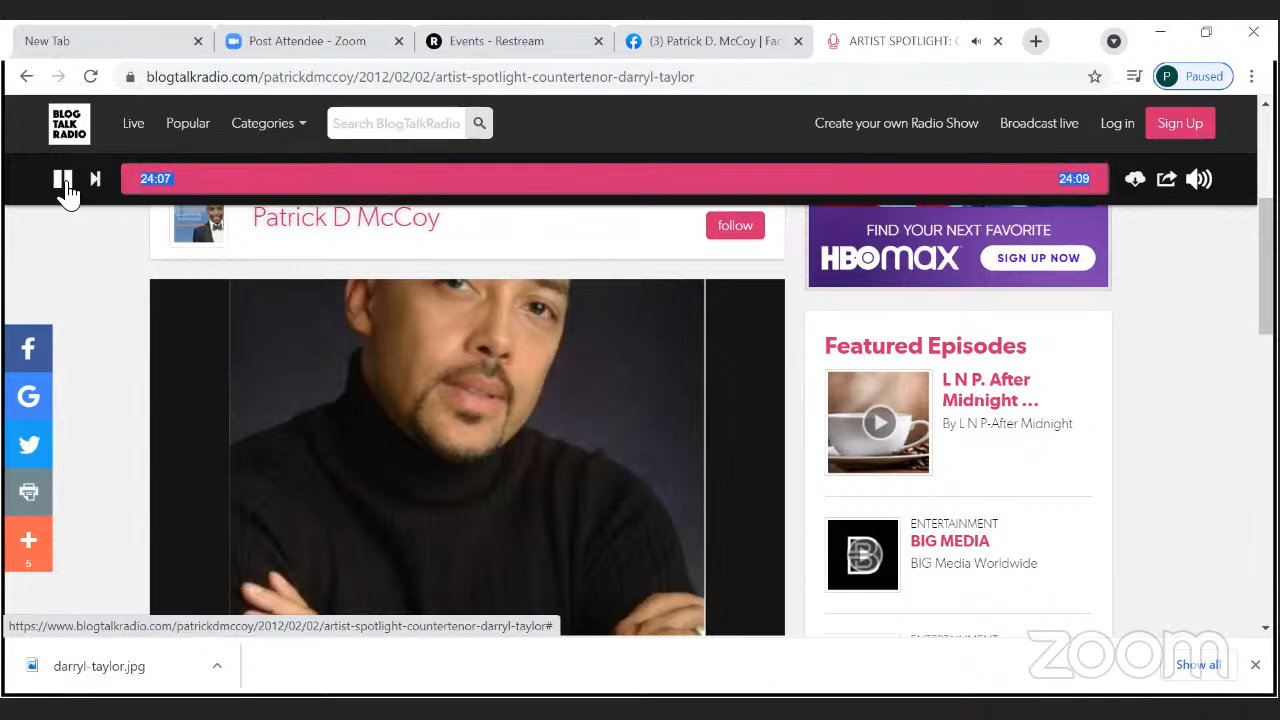 New Tab
Post Attendee - Zoom
Events - Restream
(3) Patrick D. McCoy | Fac
ARTIST SPOTLIGHT: C
blogtalkradio.com/patrickdmccoy/2012/02/02/artist-spotlight-countertenor-darryl-taylor
P
Paused
BLOG
TALK
RADIO
Live
Popular
Categories
Search BlogTalkRadio
Create your own Radio Show
Broadcast live
Log in
Sign Up
24:07
24:09
Patrick D McCoy
follow
FIND YOUR NEXT FAVORITE
HBOmax
SIGN UP NOW
Featured Episodes
L N P. After
Midnight ...
By L N P-After Midnight
ENTERTAINMENT
BIG MEDIA
BIG Media Worldwide
ENTERTAINMENT
5
https://www.blogtalkradio.com/patrickdmccoy/2012/02/02/artist-spotlight-countertenor-darryl-taylor#
darryl-taylor.jpg
Show all
zoom